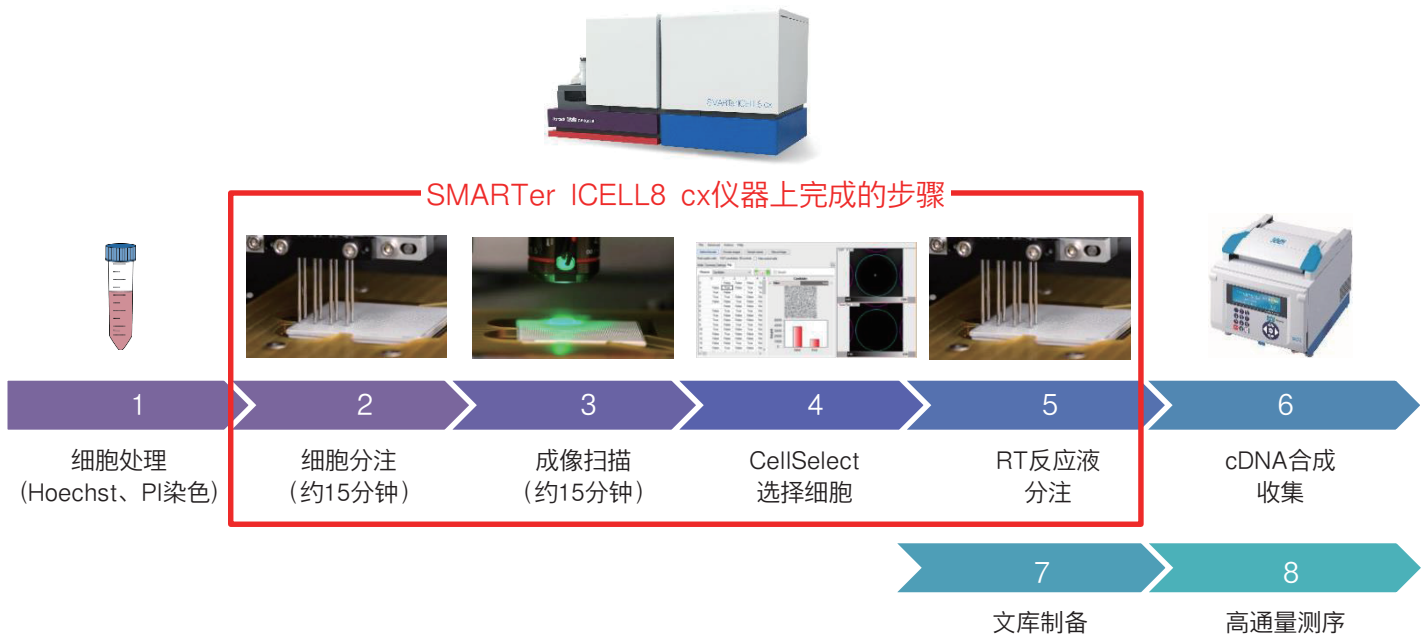 SMARTer ICELL8 cx
SMARTer ICELL8 cx仪器上完成的步骤
1
2
3
4
5
6
细胞处理
(Hoechst、PI染色)
细胞分注
(约15分钟)
成像扫描
(约15分钟)
CellSelect
选择细胞
RT反应液
分注
cDNA合成
收集
7
8
文库制备
高通量测序